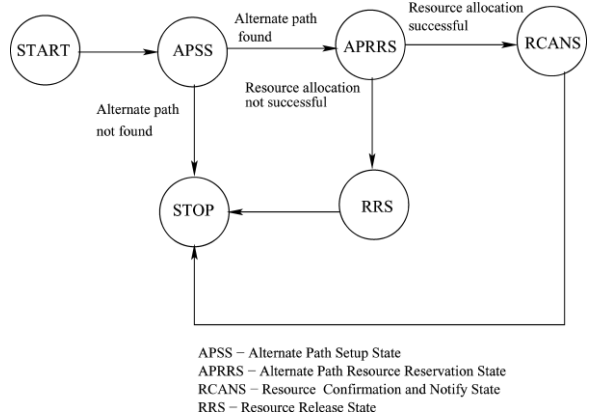 START
APSS
Alternate path
found
APRRS
Resource allocation
successful
RCANS
Alternate path
not found
Resource allocation
not successful
STOP
RRS
APSS − Alternate Path Setup State
APRRS − Alternate Path Resource Reservation State
RCANS − Resource Confirmation and Notify State
RRS − Resource Release State